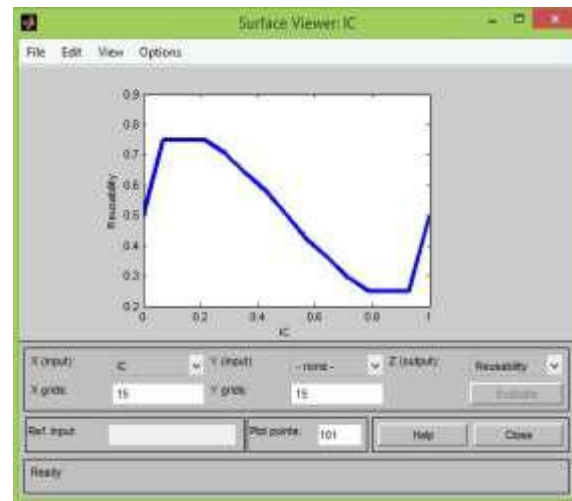 Surface Viewer: IC
File Edit View Options
0.9
0.8
0.7
0.6
0.5
0.4
0.3
0.2
Reusability
0 0.2 0.4 0.6 0.8 1
IC
X (input): IC Y (input): - none - Z (output): Reusability
X grids: 15 Y grids: 15 Evaluate
Ref. Input: Plot points: 101 Help Close
Ready